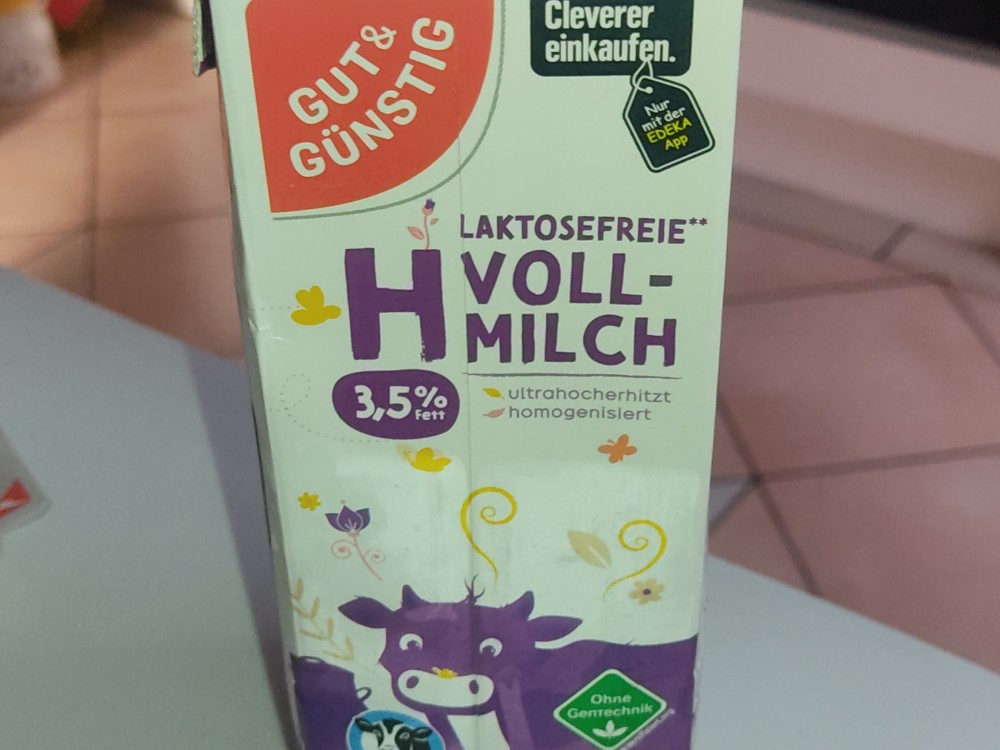 GUT&
GÜNSTIG
Cleverer
einkaufen.
Nur
mit der
EDEKA
App
LAKTOSEFREIE**
H VOLL-
MILCH
3,5%
Fett
ultrahocherhitzt
homogenisiert
Ohne
GenTechnik